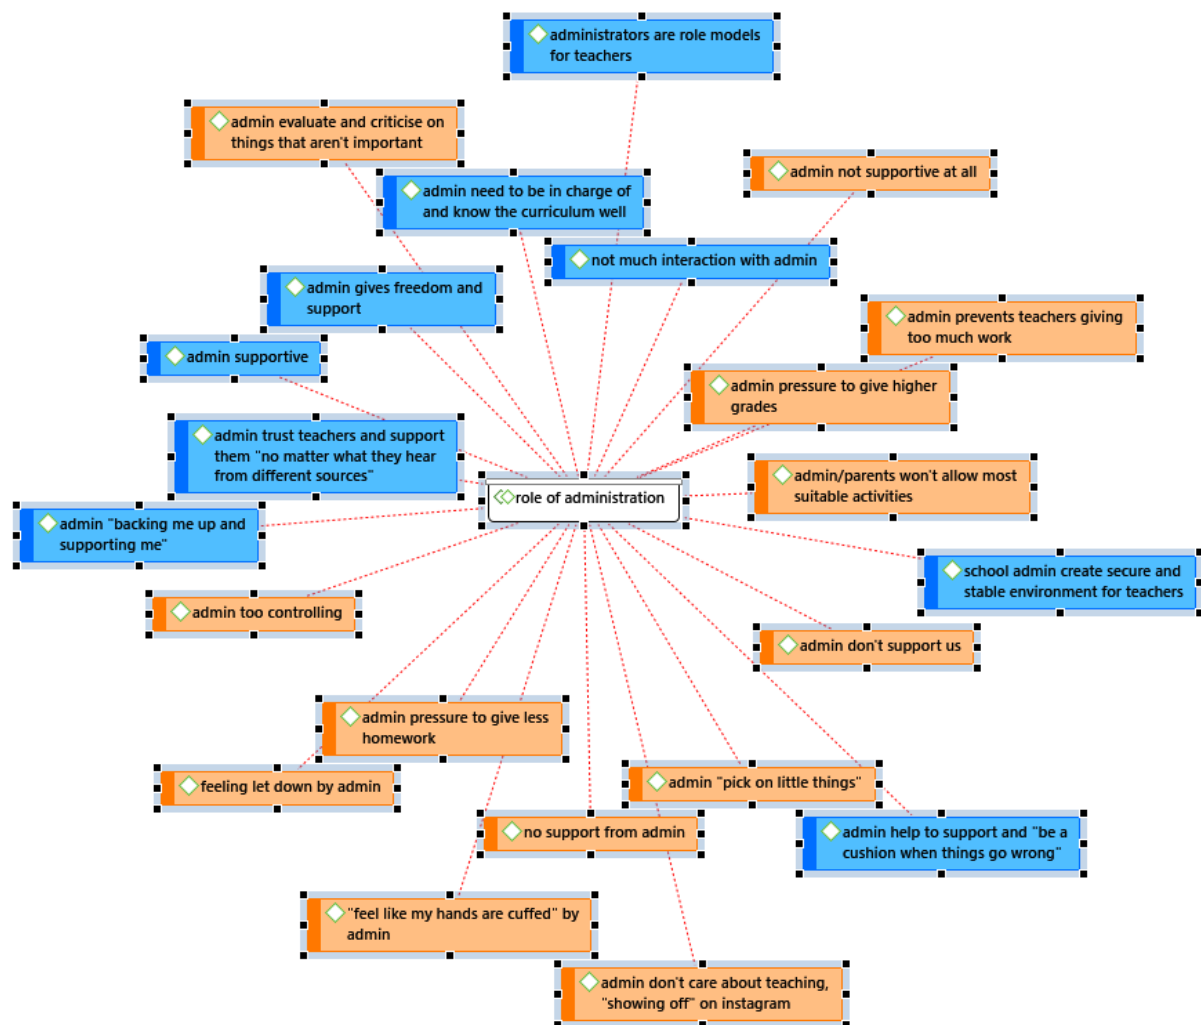 administrators are role models
for teachers
admin evaluate and criticise on
things that aren't important
admin not supportive at all
admin need to be in charge of
and know the curriculum well
not much interaction with admin
admin gives freedom and
support
admin prevents teachers giving
too much work
admin supportive
admin pressure to give higher
grades
admin trust teachers and support
them "no matter what they hear
from different sources"
admin/parents won't allow most
suitable activities
role of administration
admin "backing me up and
supporting me"
school admin create secure and
stable environment for teachers
admin too controlling
admin don't support us
admin pressure to give less
homework
feeling let down by admin
admin "pick on little things"
no support from admin
admin help to support and "be a
cushion when things go wrong"
"feel like my hands are cuffed" by
admin
admin don't care about teaching,
"showing off" on instagram